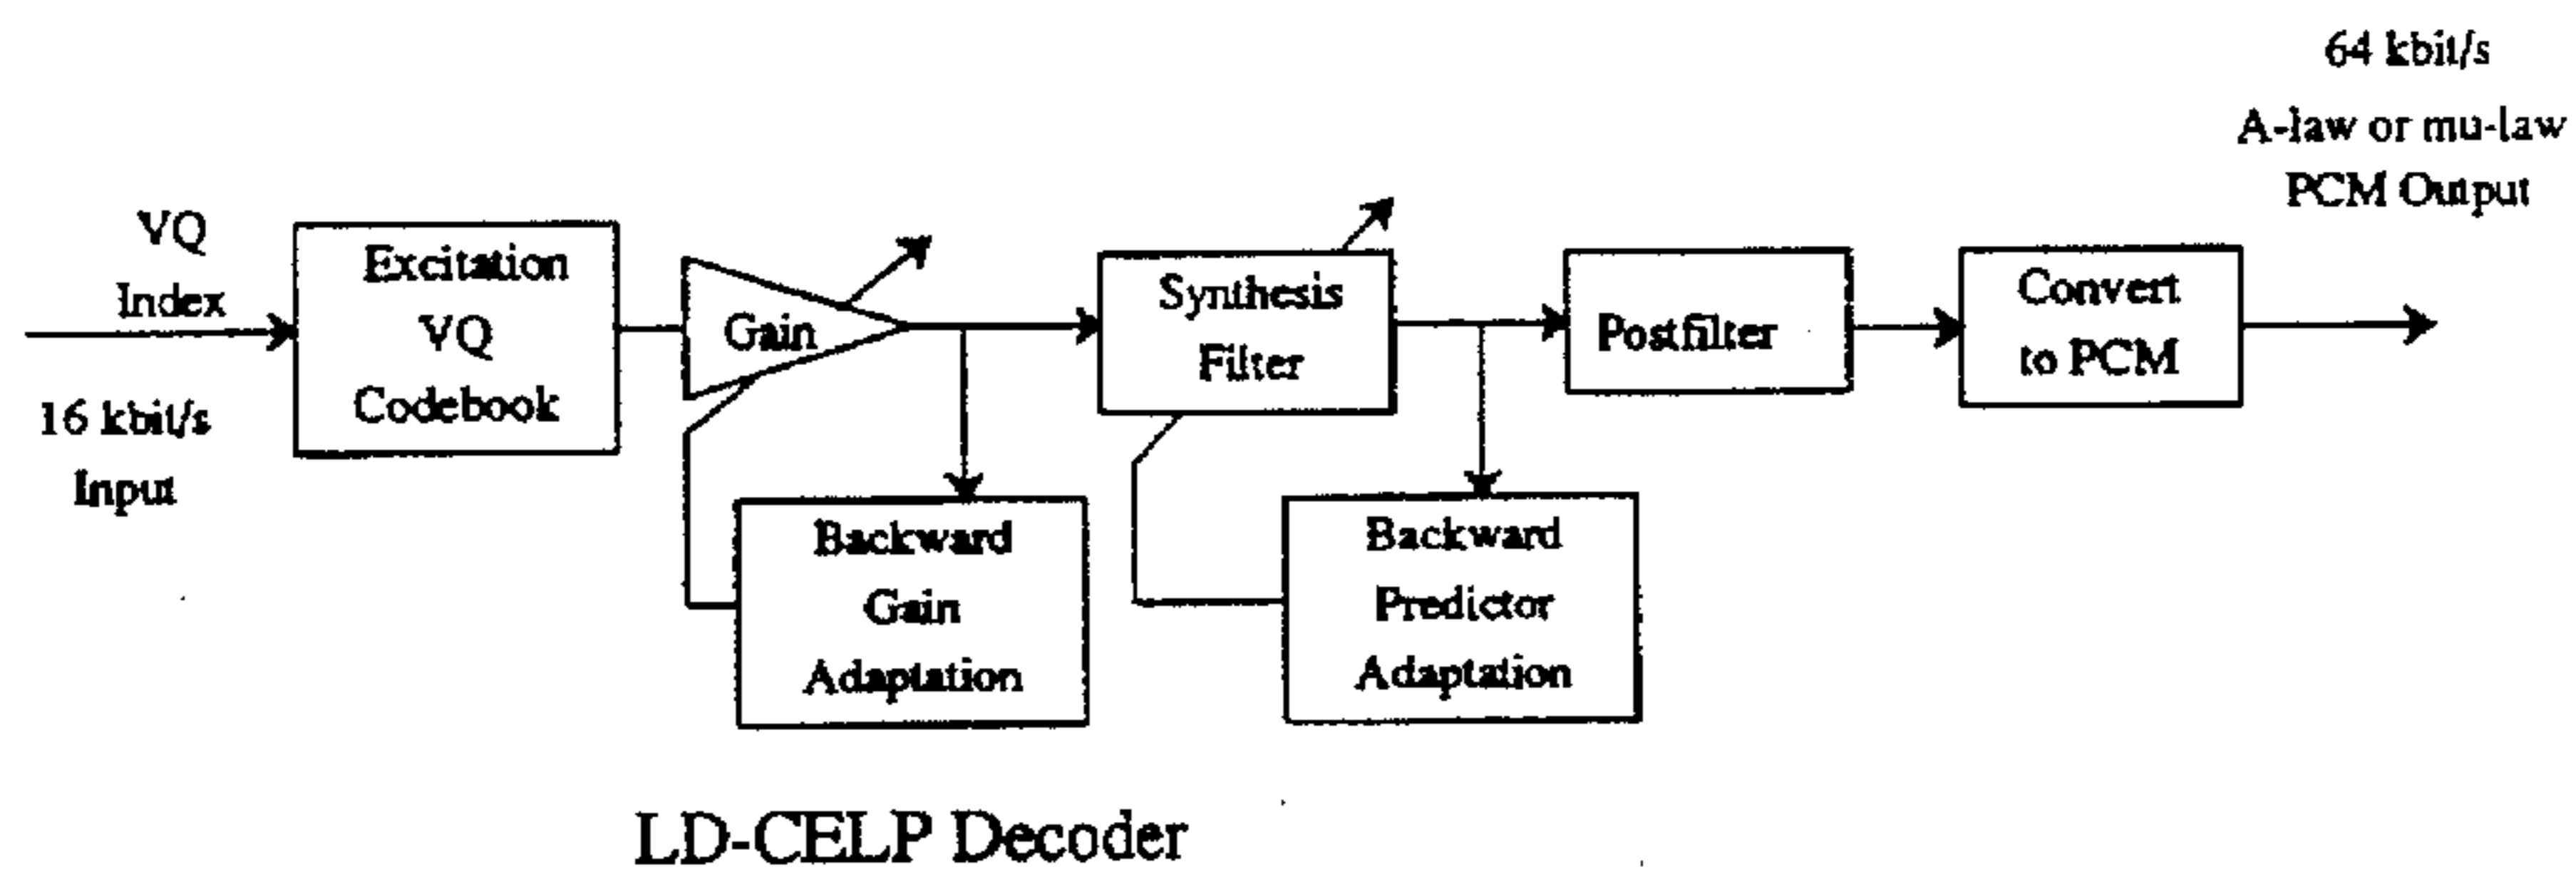 64 kbit/s
A-law or mu-law
PCM Output
VQ
Index
16 kbit/s
Input
Excitation
VQ
Codebook
Gain
Synthesis
Filter
Postfilter
Convert
to PCM
Backward
Gain
Adaptation
Backward
Predictor
Adaptation
LD-CELP Decoder